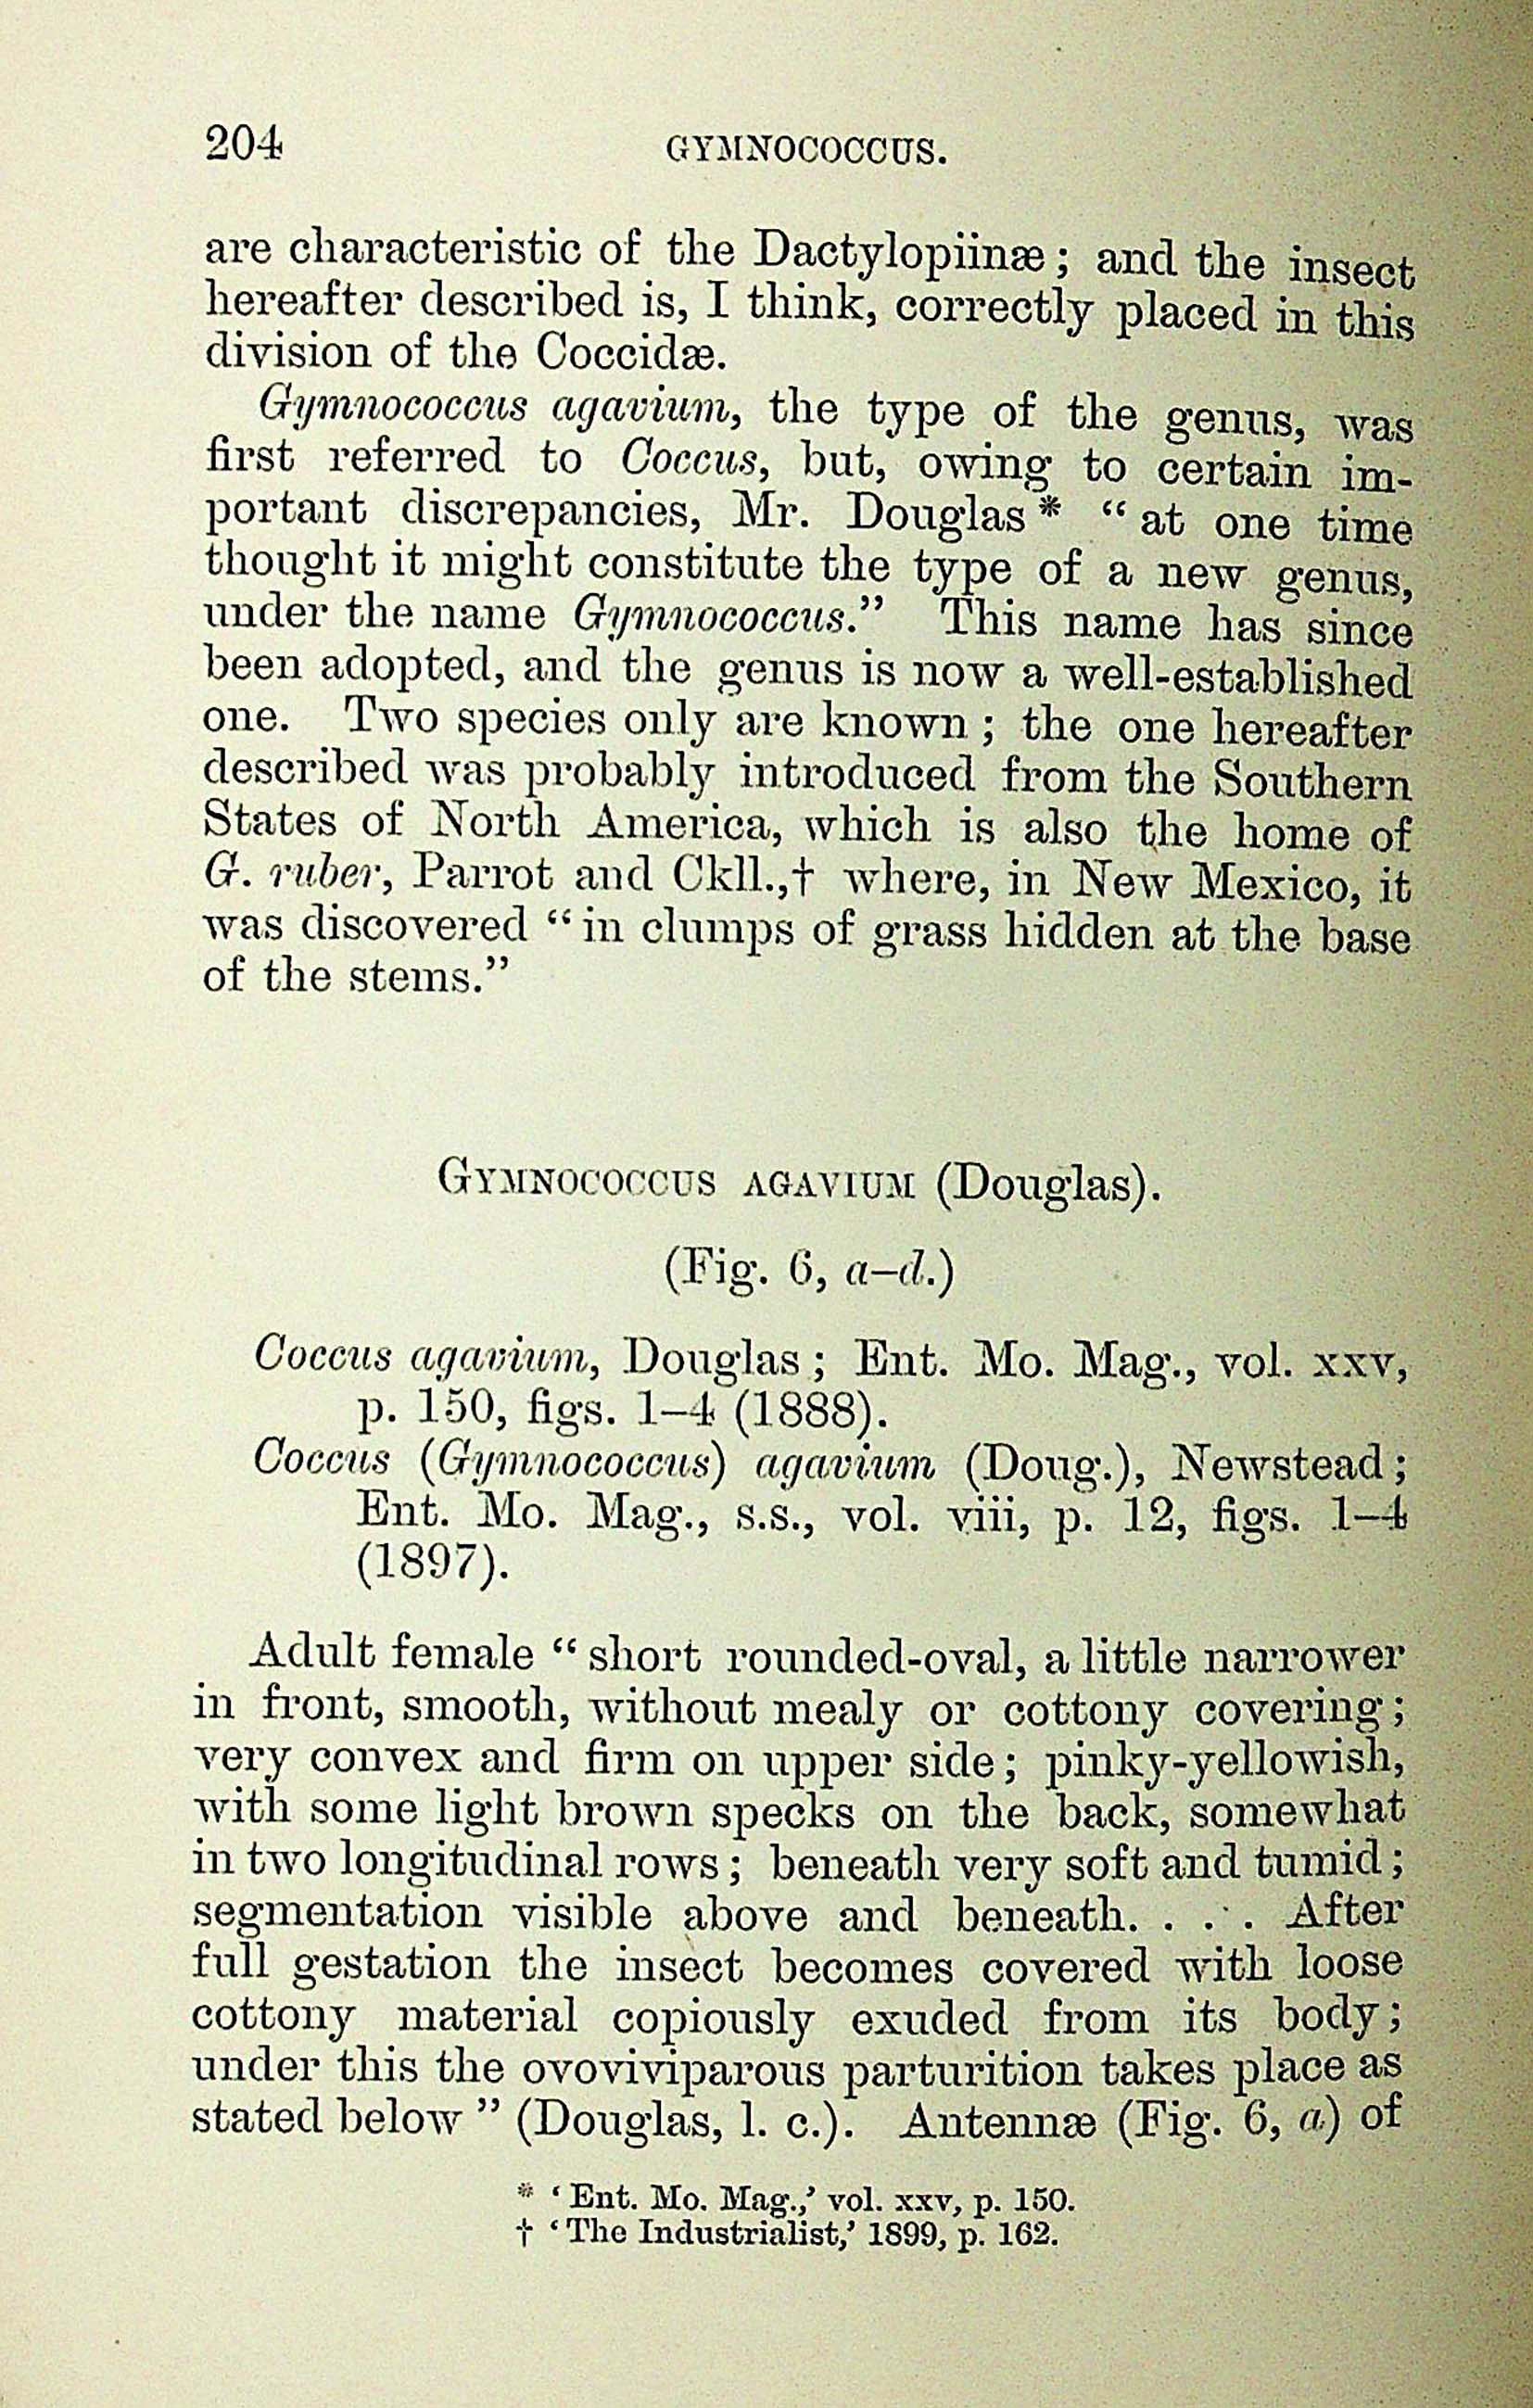 204 GYMNOCOCCUS.
are characteristic of the Dactylopiinæ; and the insect
hereafter described is, I think, correctly placed in this
division of the Coccidæ.
Gymnococcus agavium, the type of the genus, was
first referred to Coccus, but, owing to certain im-
portant discrepancies, Mr. Douglas* “at one time
thought it might constitute the type of a new genus,
under the name Gymnococcus.” This name has since
been adopted, and the genus is now a well-established
one. Two species only are known; the one hereafter
described was probably introduced from the Southern
States of North America, which is also the home of
G. ruber, Parrot and Ckll.,† where, in New Mexico, it
was discovered “in clumps of grass hidden at the base
of the stems.”
GYMNOCOCCUS AGAVIUM (Douglas).
(Fig. 6, a–d.)
Coccus agavium, Douglas; Ent. Mo. Mag., vol. xxv,
p. 150, figs. 1–4 (1888).
Coccus (Gymnococcus) agavium (Doug.), Newstead;
Ent. Mo. Mag., s.s., vol. viii, p. 12, figs. 1–4
(1897).
Adult female “short rounded-oval, a little narrower
in front, smooth, without mealy or cottony covering;
very convex and firm on upper side; pinky-yellowish,
with some light brown specks on the back, somewhat
in two longitudinal rows; beneath very soft and tumid;
segmentation visible above and beneath. . . . After
full gestation the insect becomes covered with loose
cottony material copiously exuded from its body;
under this the ovoviviparous parturition takes place as
stated below” (Douglas, l. c.). Antennæ (Fig. 6, a) of
* ‘Ent. Mo. Mag.,’ vol. xxv, p. 150.
† ‘The Industrialist,’ 1899, p. 162.